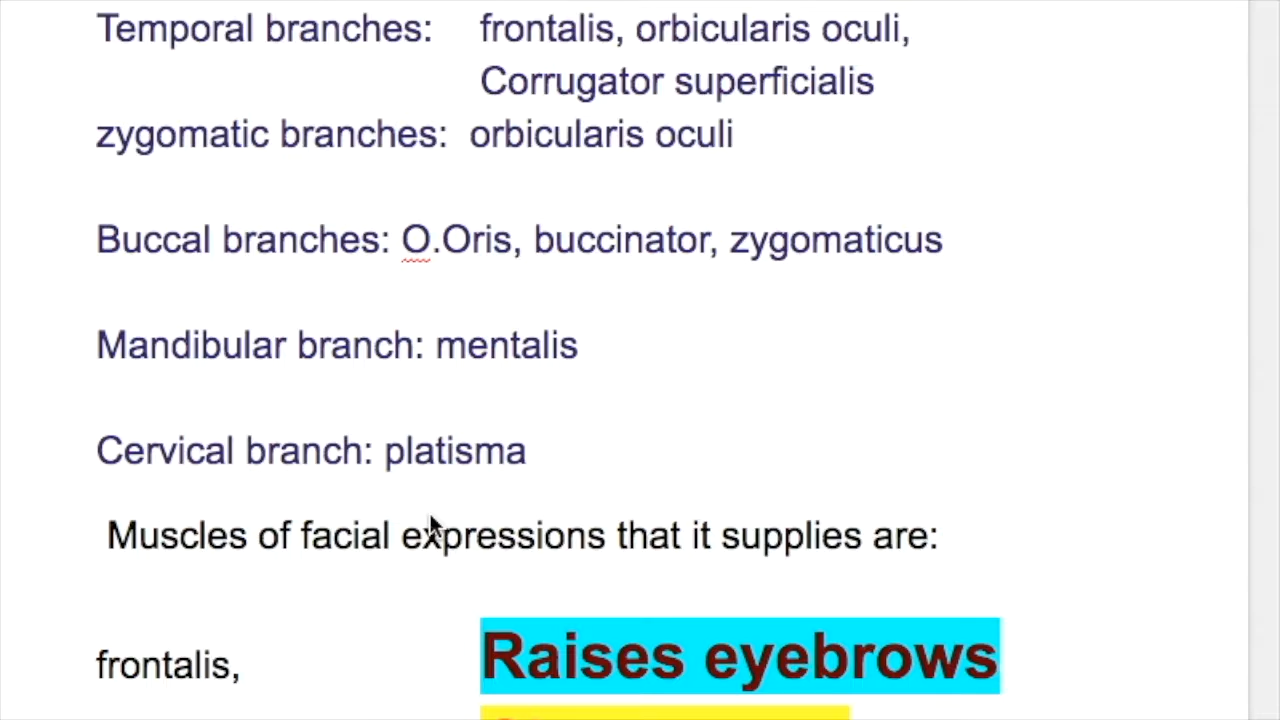 Temporal branches: frontalis, orbicularis oculi,
Corrugator superficialis
zygomatic branches: orbicularis oculi
Buccal branches: O.Oris, buccinator, zygomaticus
Mandibular branch: mentalis
Cervical branch: platisma
Muscles of facial expressions that it supplies are:
frontalis, Raises eyebrows